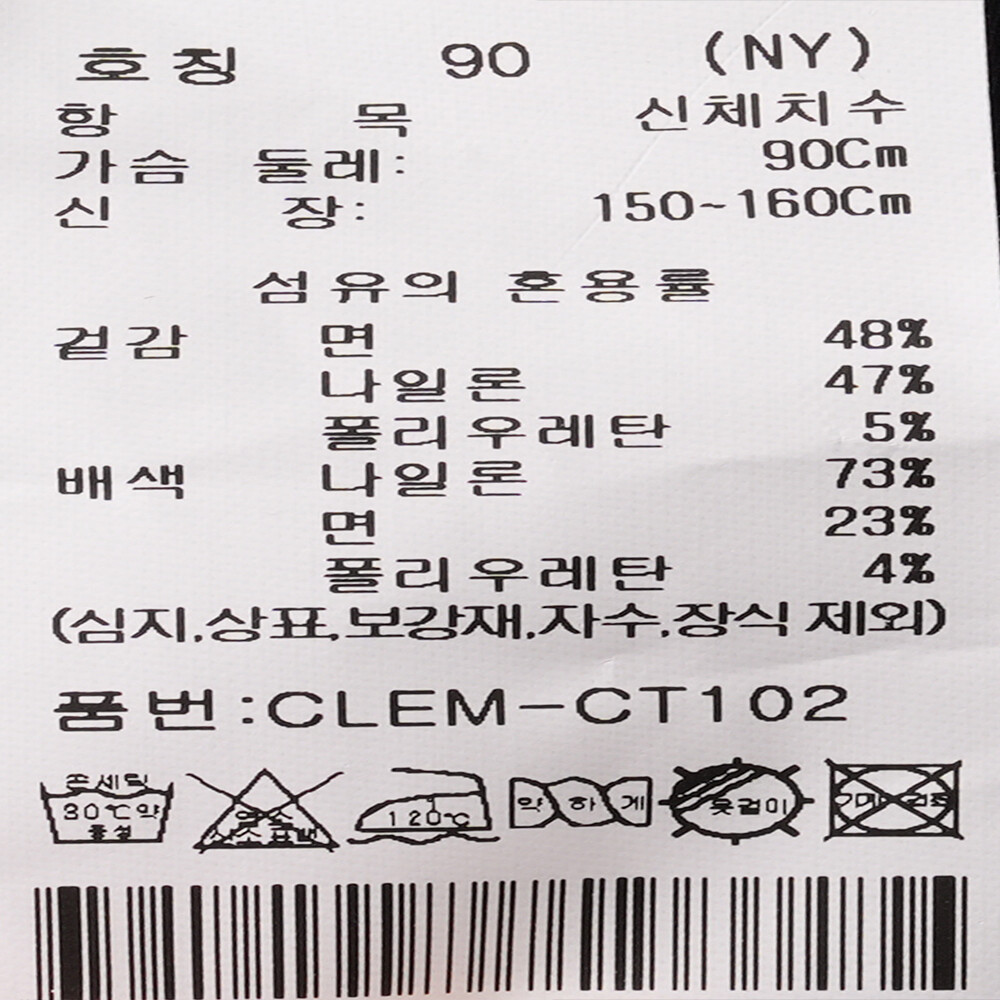 호칭 90 (NY)
항 목 신체치수
가슴 둘레: 90Cm
신 장: 150~160Cm
섬유의 혼용률
겉감 면 48%
나일론 47%
폴리우레탄 5%
배색 나일론 73%
면 23%
폴리우레탄 4%
(심지,상표,보강재,자수,장식 제외)
품번:CLEM-CT102
손세탁
30℃약
중성
120℃
약하게
옷걸이